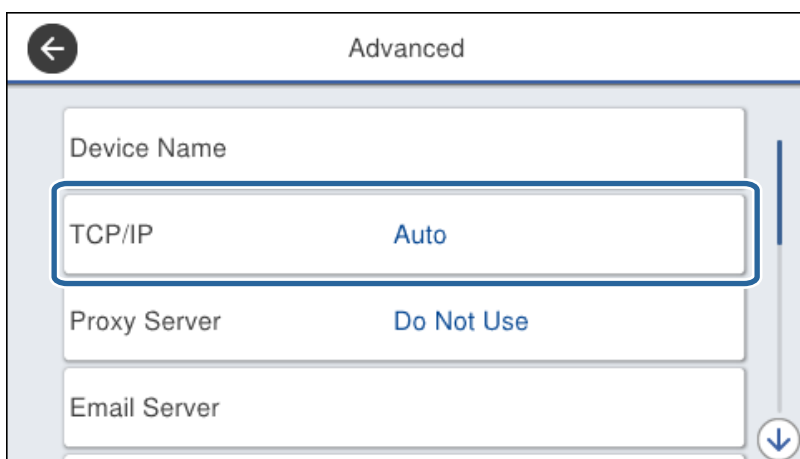 Advanced
Device Name
TCP/IP Auto
Proxy Server Do Not Use
Email Server